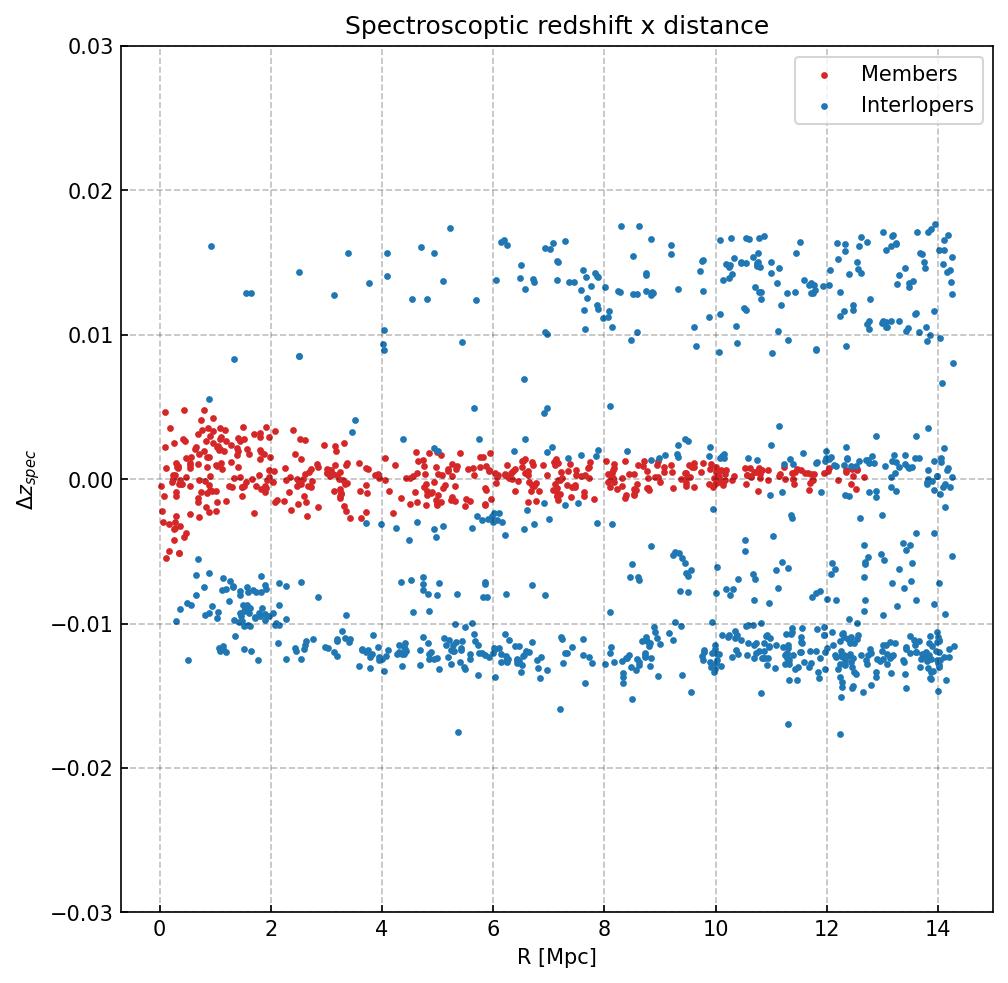 Spectroscoptic redshift x distance
Members
Interlopers
0.03
0.02
0.01
0.00
−0.01
−0.02
−0.03
Δz_spec
0 2 4 6 8 10 12 14
R [Mpc]